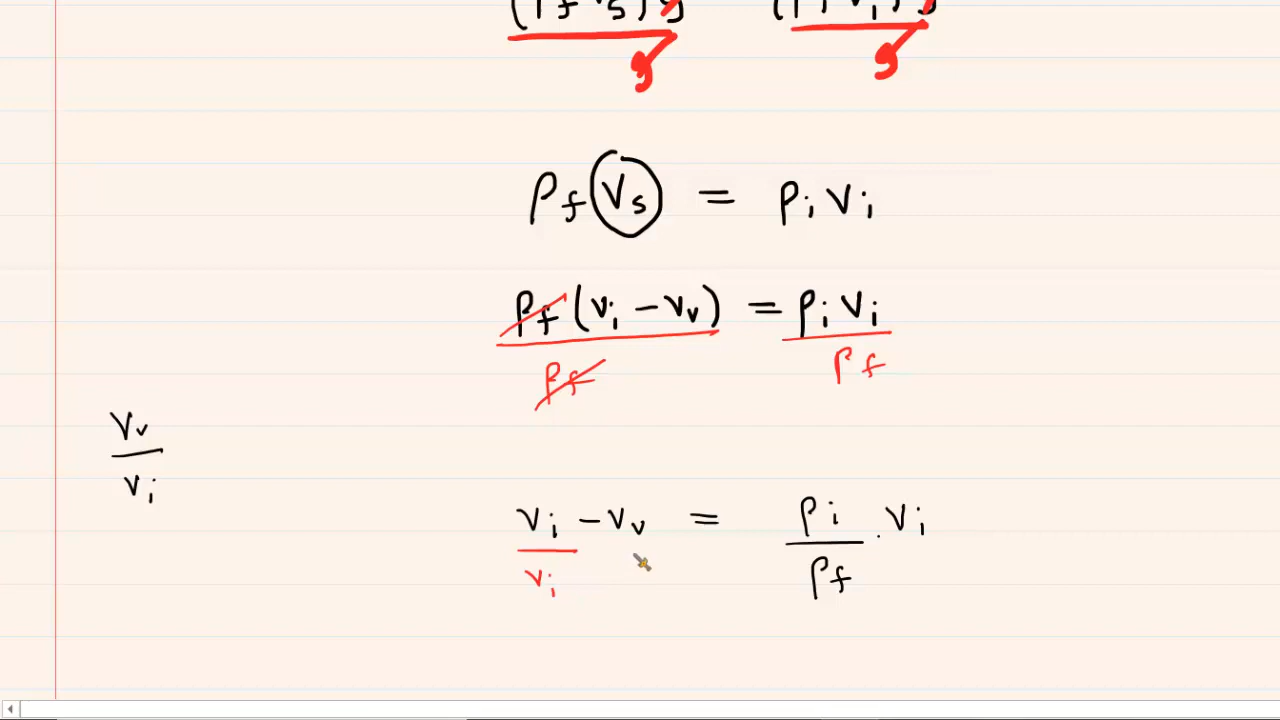 ρf Vs = ρi Vi
ρf (Vi − Vv) = ρi Vi
ρf ρf
Vv
Vi
Vi − Vv = ρi . Vi
Vi ρf